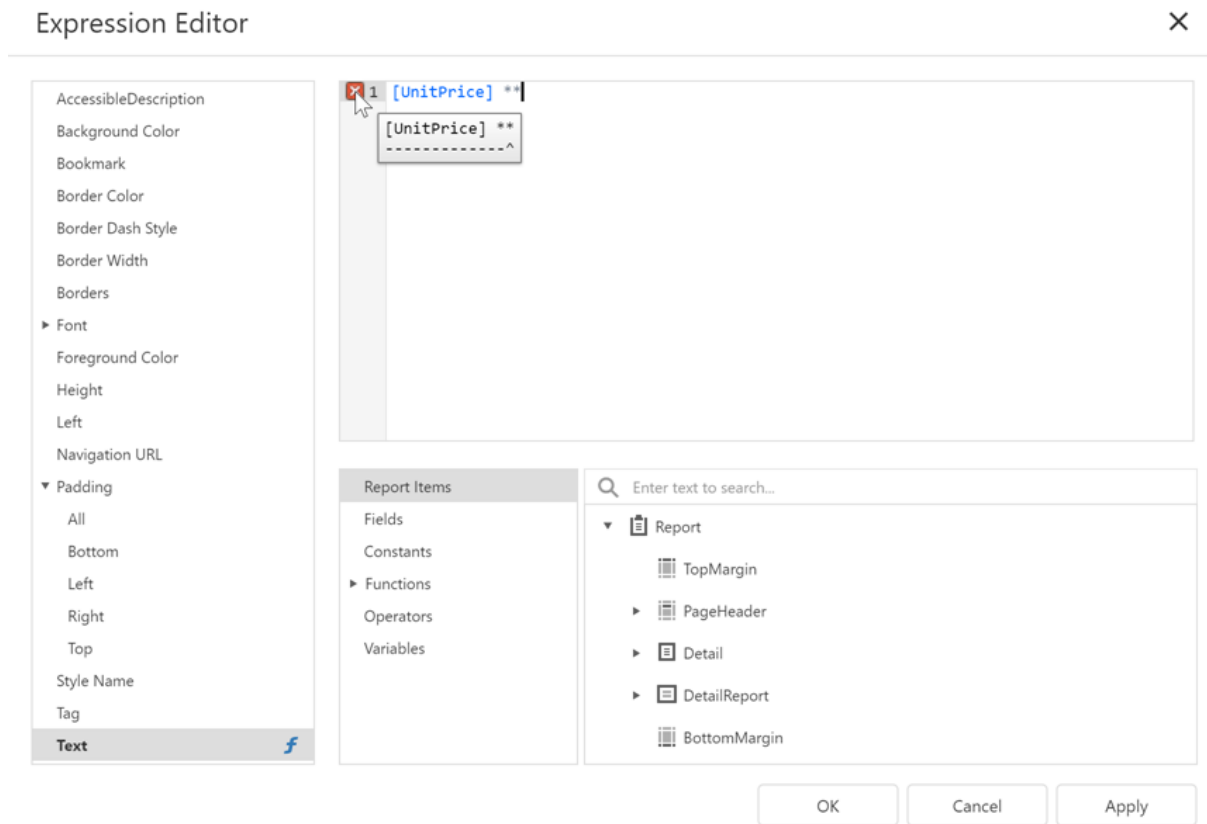 Expression Editor
AccessibleDescription
Background Color
Bookmark
Border Color
Border Dash Style
Border Width
Borders
Font
Foreground Color
Height
Left
Navigation URL
Padding
All
Bottom
Left
Right
Top
Style Name
Tag
Text
1 [UnitPrice] **
[UnitPrice] **
-------------^
Report Items
Fields
Constants
Functions
Operators
Variables
Enter text to search...
Report
TopMargin
PageHeader
Detail
DetailReport
BottomMargin
OK Cancel Apply